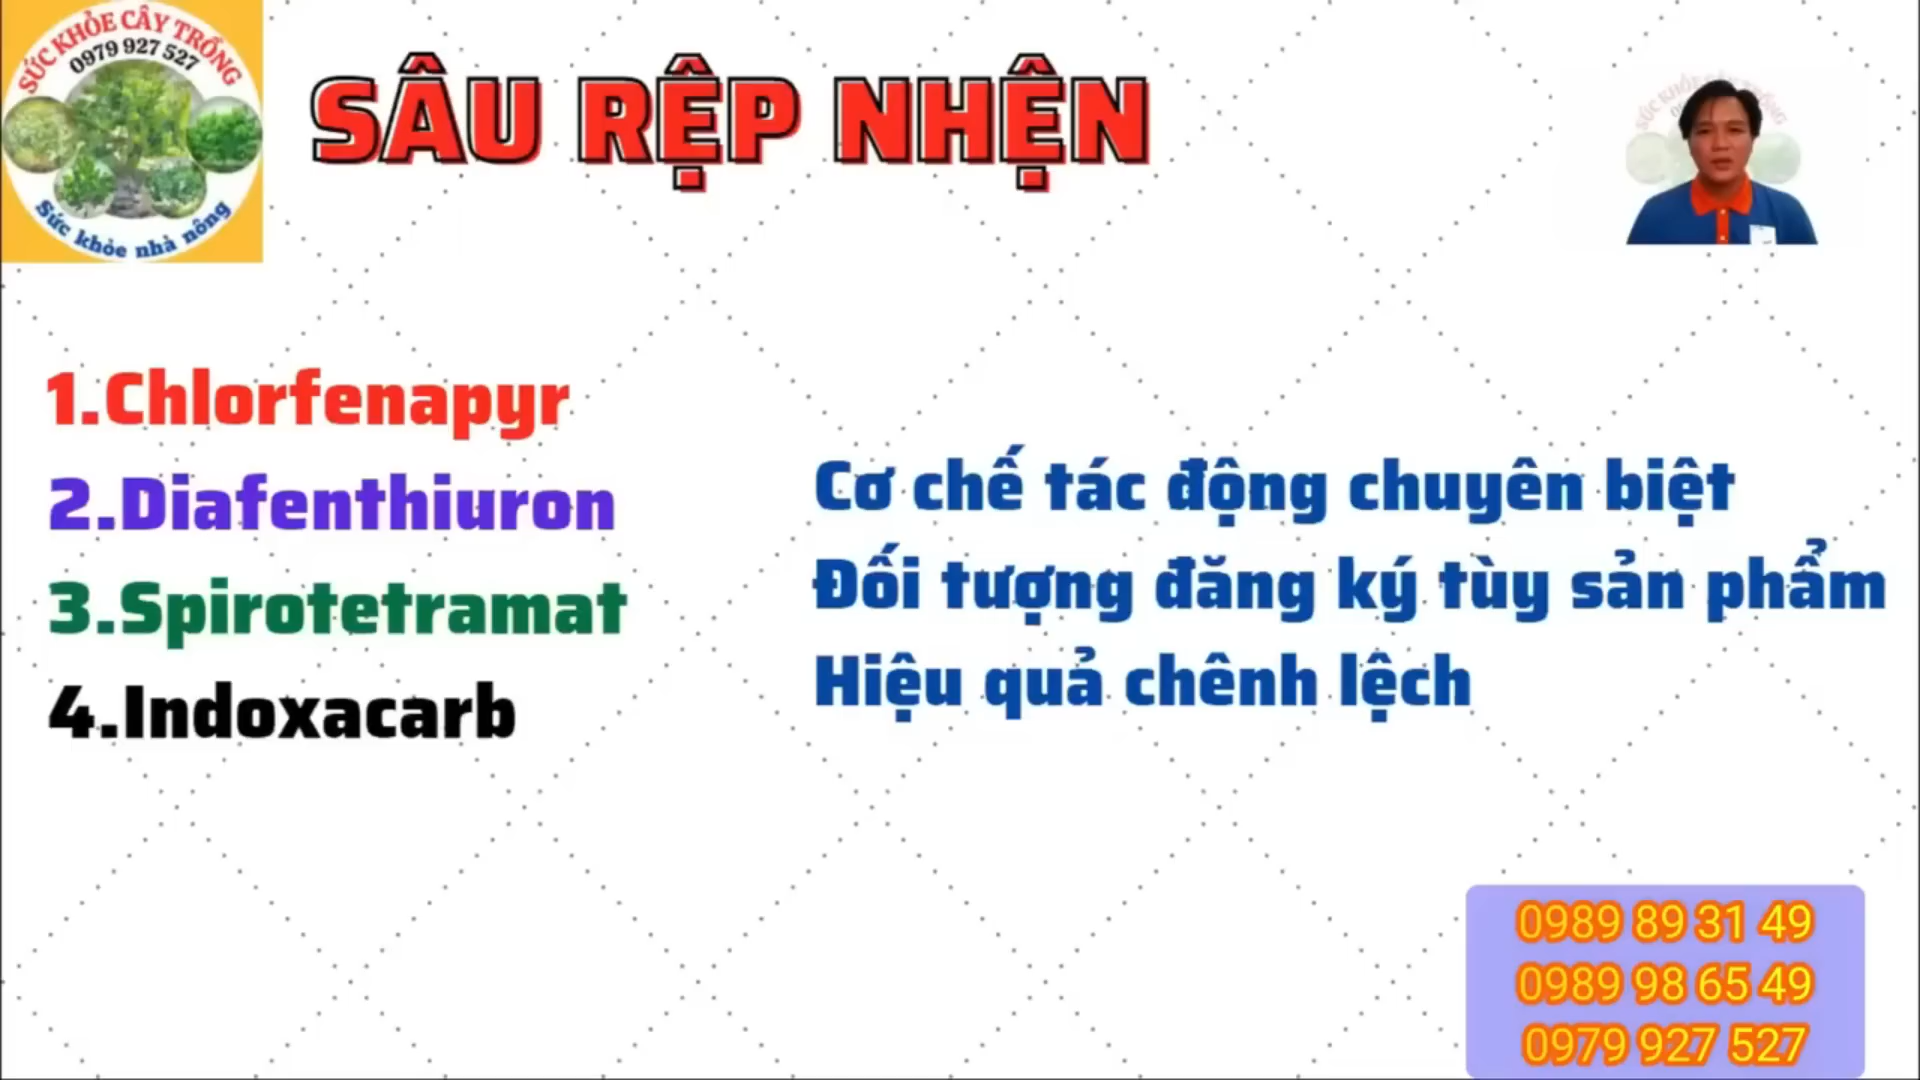 SỨC KHỎE CÂY TRỒNG
0979 927 527
Sức khỏe nhà nông
SÂU RỆP NHỆN
1.Chlorfenapyr
2.Diafenthiuron
3.Spirotetramat
4.Indoxacarb
Cơ chế tác động chuyên biệt
Đối tượng đăng ký tùy sản phẩm
Hiệu quả chênh lệch
0989 89 31 49
0989 98 65 49
0979 927 527